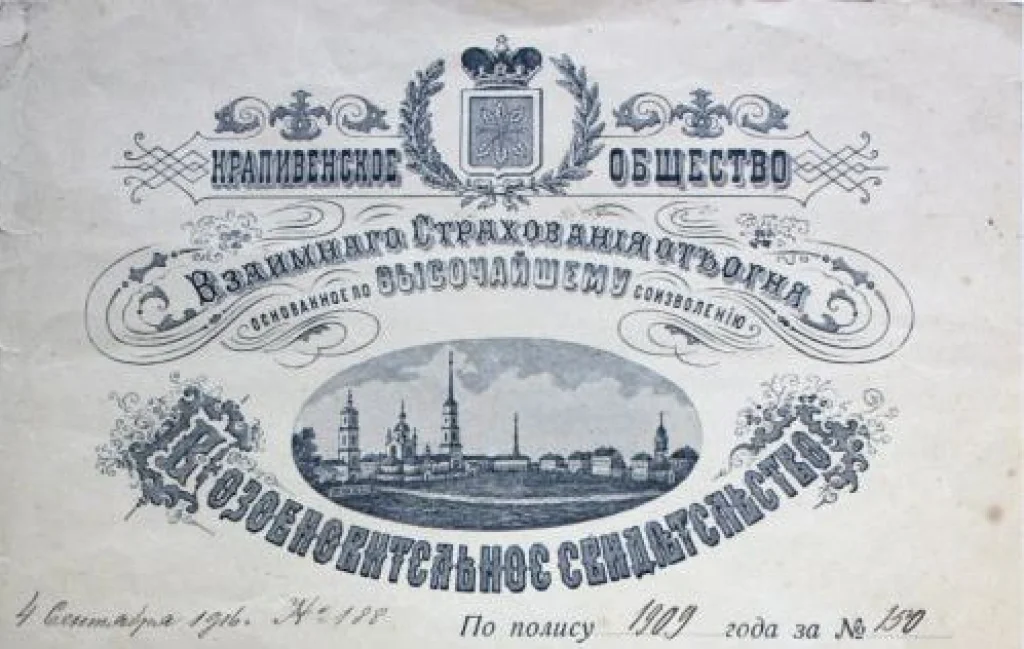 КРАПИВЕНСКОЕ ОБЩЕСТВО
ВЗАИМНАГО СТРАХОВАНІЯ ОТЪ ОГНЯ
ОСНОВАННОЕ ПО ВЫСОЧАЙШЕМУ СОИЗВОЛЕНІЮ
ВОЗОБНОВИТЕЛЬНОЕ СВИДѢТЕЛЬСТВО
4 Сентября 1916. № 188 По полису 1909 года за № 150